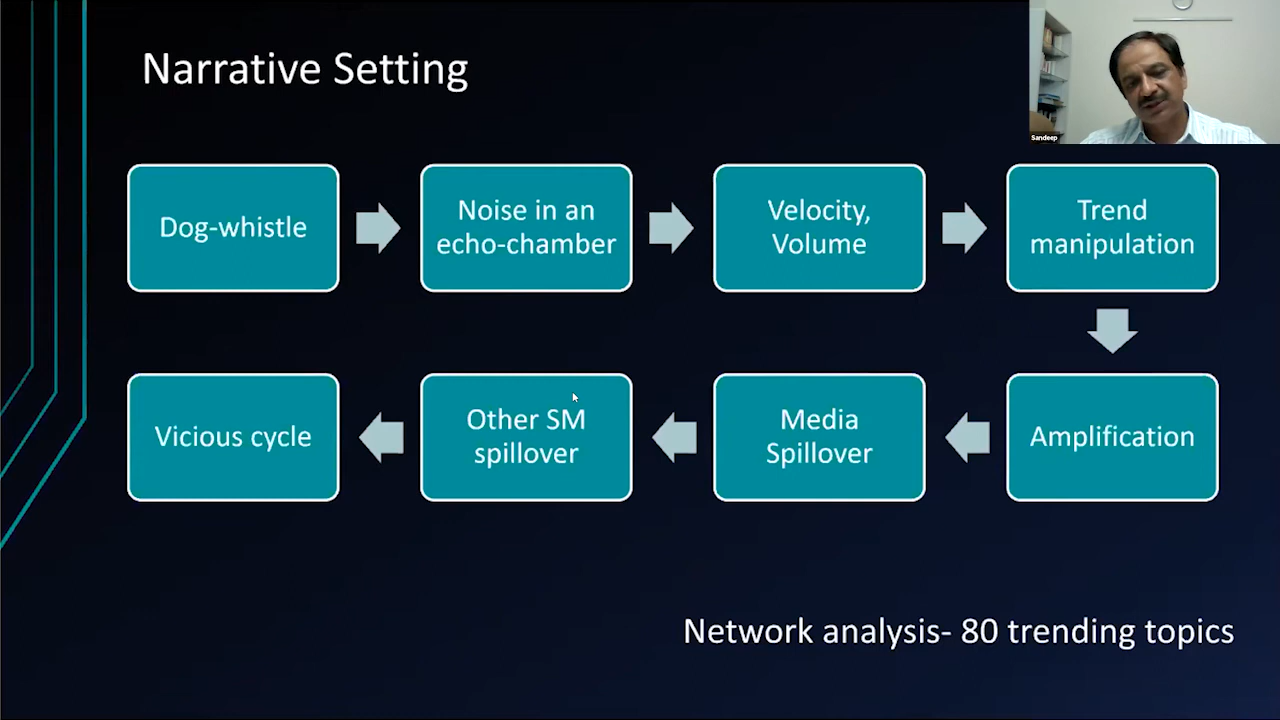 Narrative Setting
Sandeep
Dog-whistle
Noise in an
echo-chamber
Velocity,
Volume
Trend
manipulation
Amplification
Media
Spillover
Other SM
spillover
Vicious cycle
Network analysis- 80 trending topics